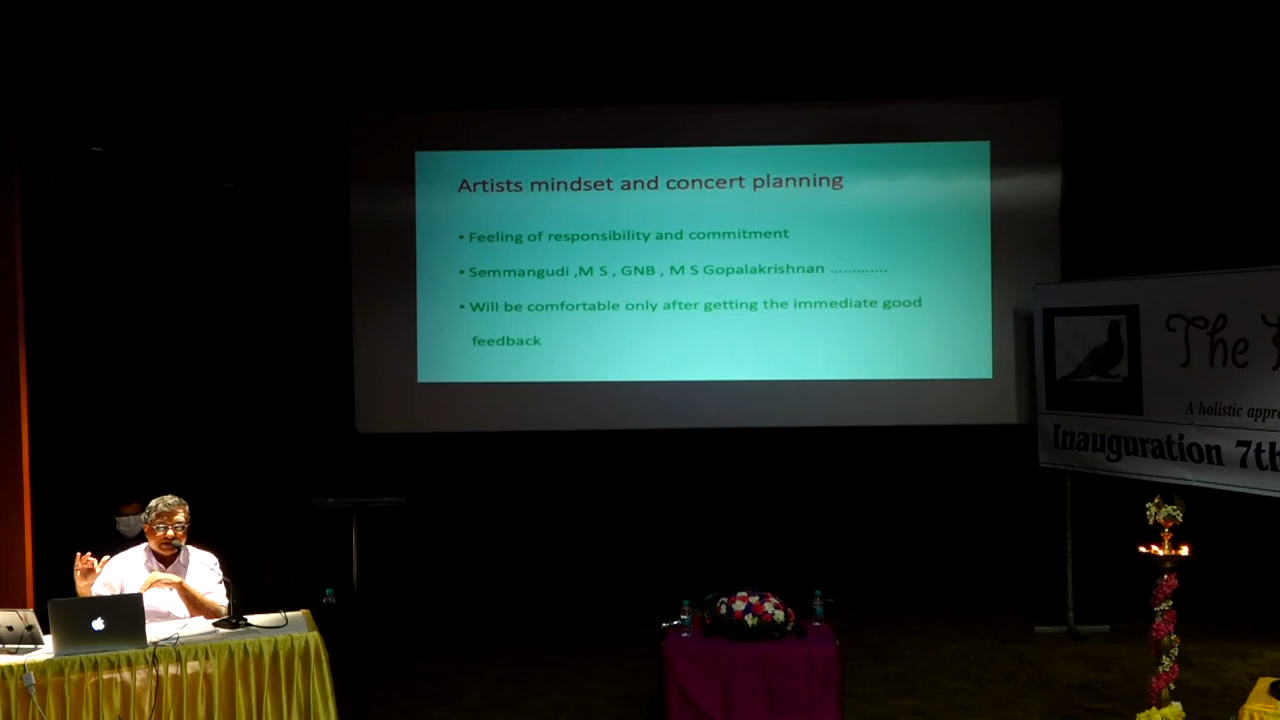 Artists mindset and concert planning
• Feeling of responsibility and commitment
• Semmangudi ,M S , GNB , M S Gopalakrishnan .............
• Will be comfortable only after getting the immediate good
feedback
The
A holistic appr
Inauguration 7th